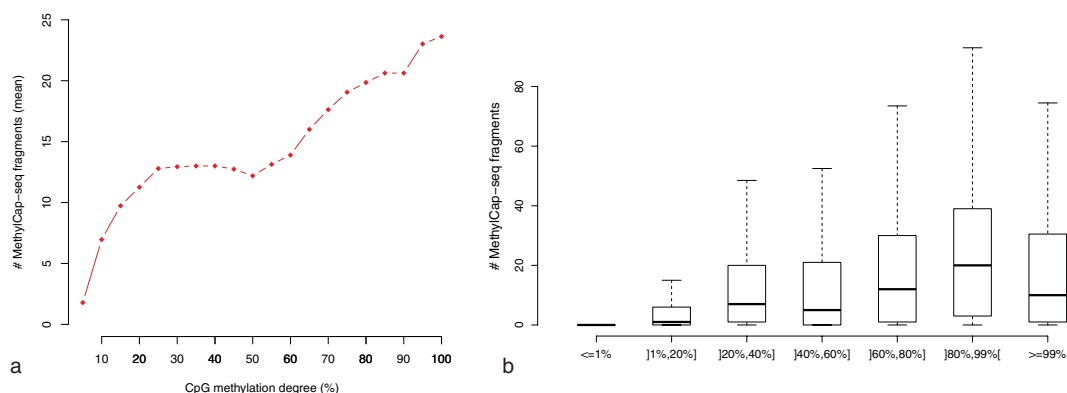 # MethylCap−seq fragments (mean)
25
20
15
10
5
0
10 20 30 40 50 60 70 80 90 100
CpG methylation degree (%)
a
# MethylCap−seq fragments
80
60
40
20
0
<=1% ]1%,20%] ]20%,40%] ]40%,60%] ]60%,80%] ]80%,99%[ >=99%
b